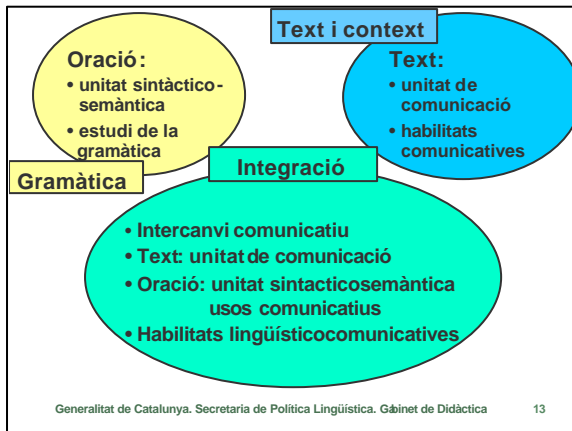 Text i context
Oració:
• unitat sintàctico-
semàntica
• estudi de la
gramàtica
Gramàtica
Text:
• unitat de
comunicació
• habilitats
comunicatives
Integració
• Intercanvi comunicatiu
• Text: unitat de comunicació
• Oració: unitat sintacticosemàntica
usos comunicatius
• Habilitats lingüísticocomunicatives
Generalitat de Catalunya. Secretaria de Política Lingüística. Gabinet de Didàctica 13